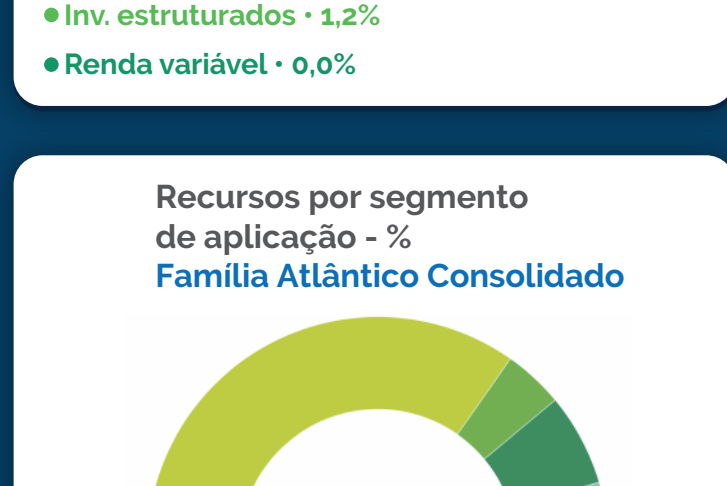 • Inv. estruturados • 1,2%
• Renda variável • 0,0%
Recursos por segmento
de aplicação - %
Família Atlântico Consolidado